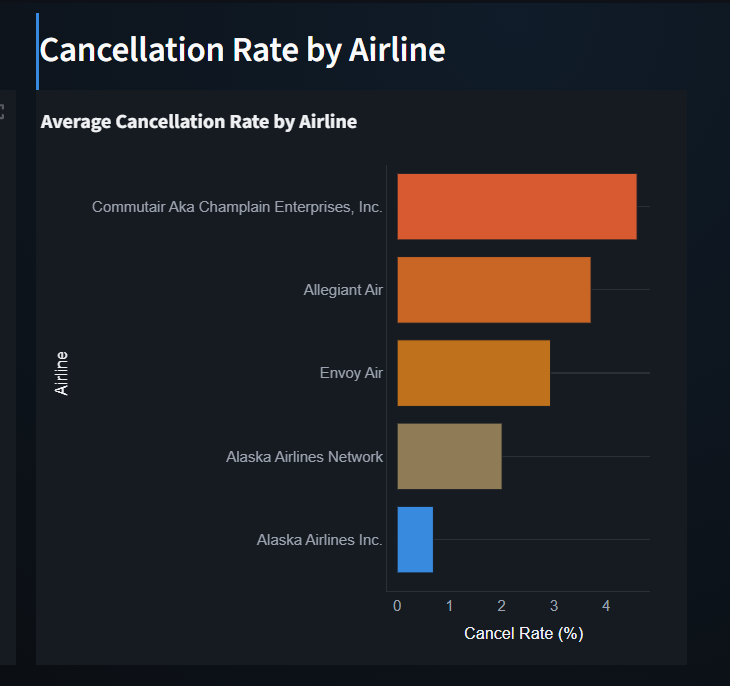 Cancellation Rate by Airline
Average Cancellation Rate by Airline
Commutair Aka Champlain Enterprises, Inc.
Allegiant Air
Envoy Air
Alaska Airlines Network
Alaska Airlines Inc.
Airline
0 1 2 3 4
Cancel Rate (%)